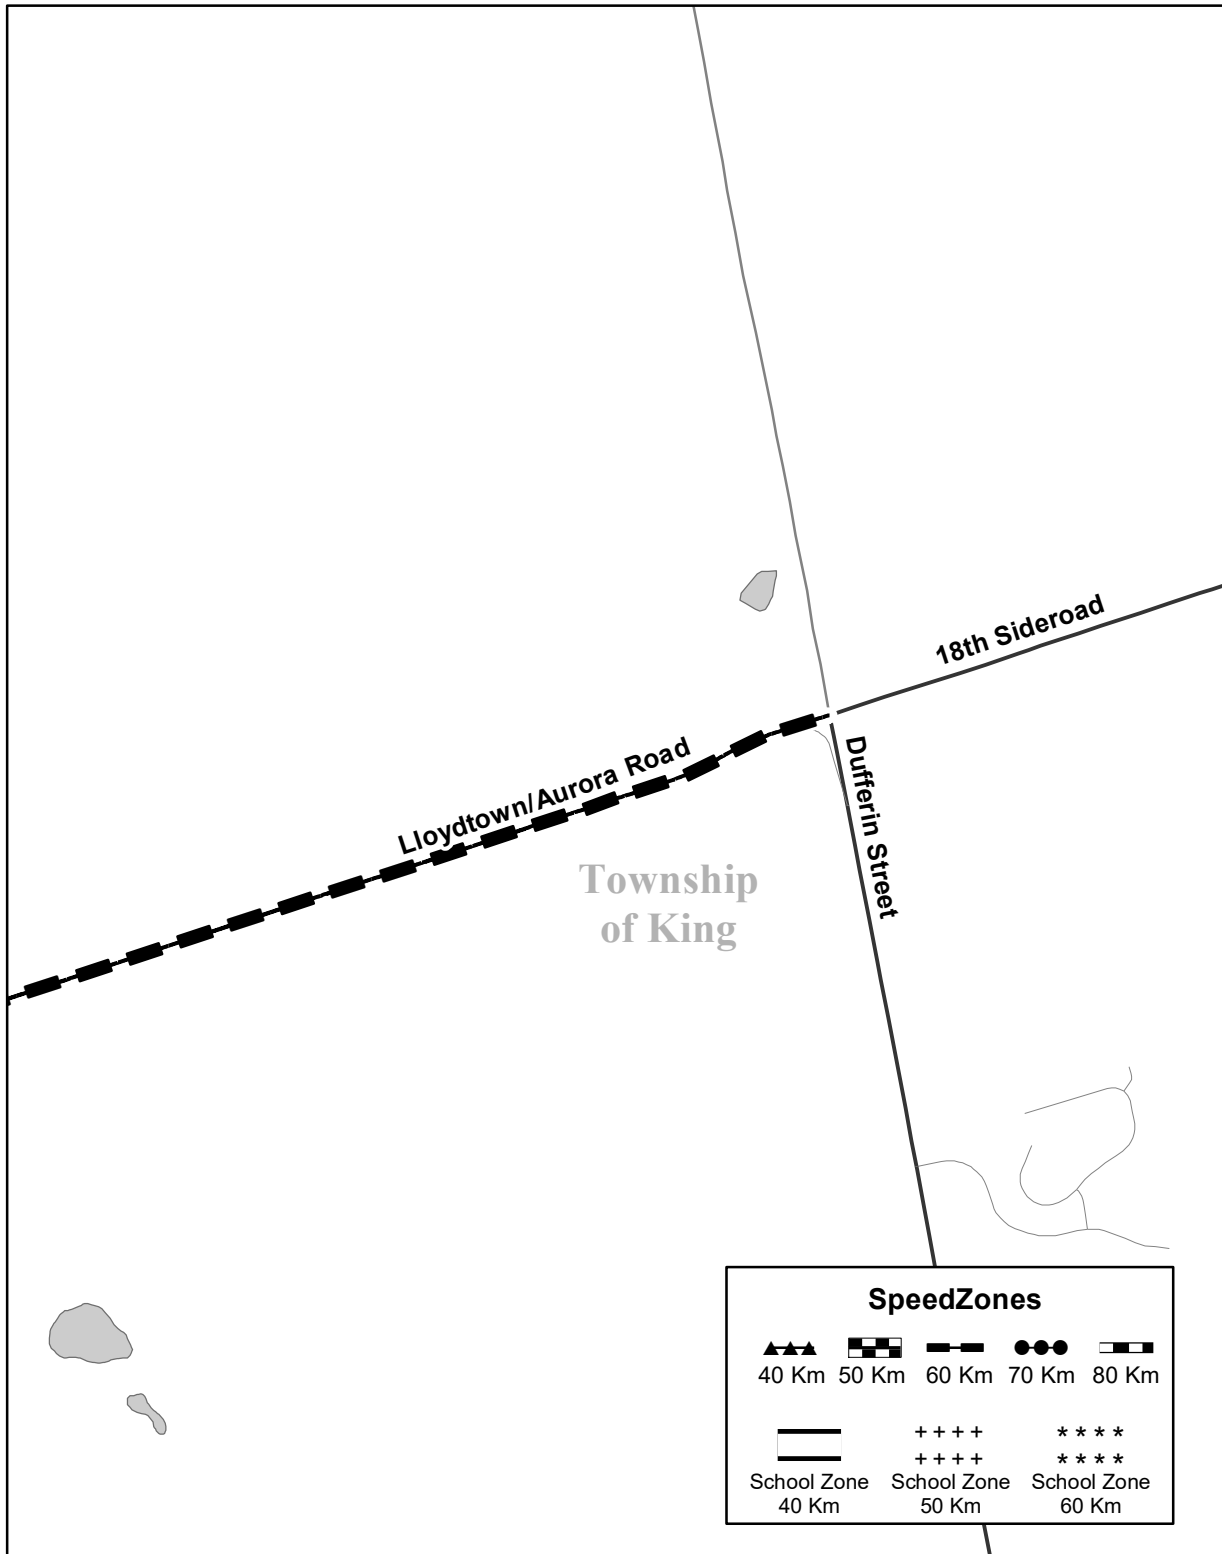 18th Sideroad
Lloydtown/Aurora Road
Dufferin Street
Township
of King
SpeedZones
40 Km 50 Km 60 Km 70 Km 80 Km
++++ ****
++++ ****
School Zone School Zone School Zone
40 Km 50 Km 60 Km